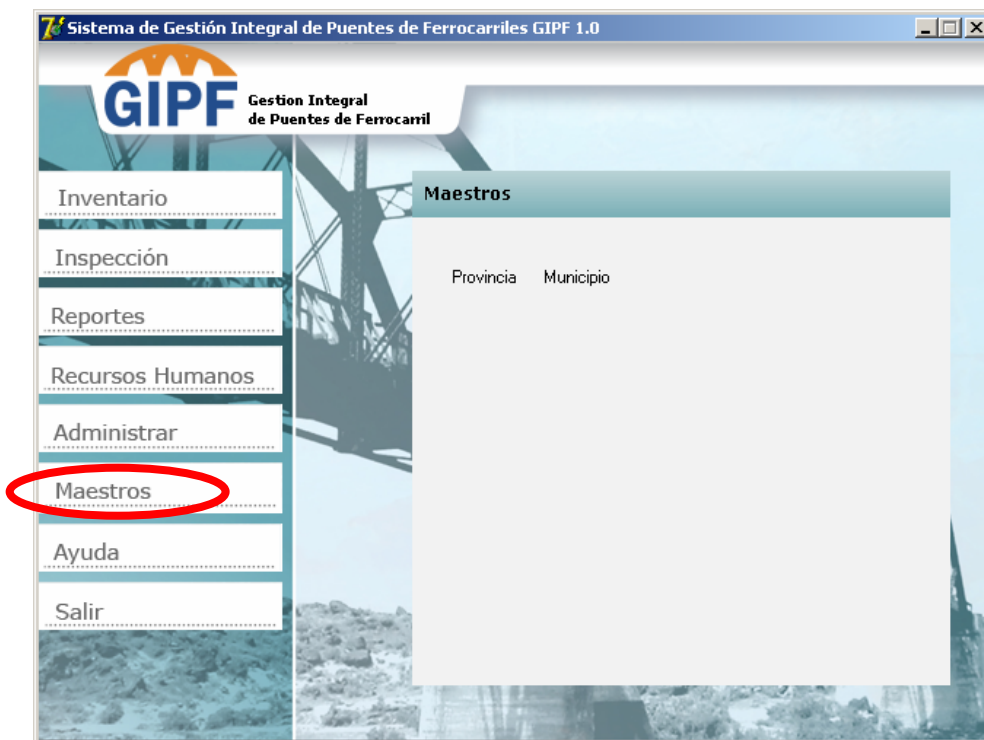 Sistema de Gestión Integral de Puentes de Ferrocarriles GIPF 1.0
GIPF
Gestion Integral
de Puentes de Ferrocarril
Inventario
Inspección
Reportes
Recursos Humanos
Administrar
Maestros
Ayuda
Salir
Maestros
Provincia Municipio